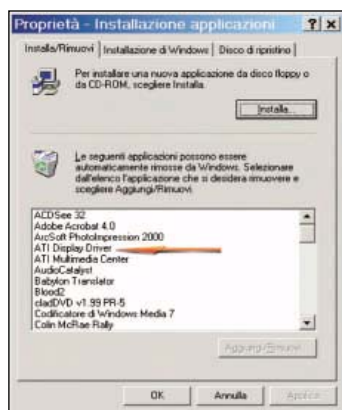 Proprietà - Installazione applicazioni
Installa/Rimuovi
Installazione di Windows
Disco di ripristino
Per installare una nuova applicazione da disco floppy o
da CD-ROM, scegliere Installa.
Installa...
Le seguenti applicazioni possono essere
automaticamente rimosse da Windows. Selezionare
dall'elenco l'applicazione che si desidera rimuovere e
scegliere Aggiungi/Rimuovi.
ACDSee 32
Adobe Acrobat 4.0
ArcSoft PhotoImpression 2000
ATI Display Driver
ATI Multimedia Center
AudioCatalyst
Babylon Translator
Blood2
cladDVD v1.99 PR-5
Codificatore di Windows Media 7
Colin McRae Rally
Aggiungi/Rimuovi
OK
Annulla
Applica